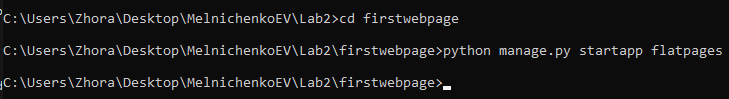 C:\Users\Zhora\Desktop\MelnichenkoEV\Lab2>cd firstwebpage
C:\Users\Zhora\Desktop\MelnichenkoEV\Lab2\firstwebpage>python manage.py startapp flatpages
C:\Users\Zhora\Desktop\MelnichenkoEV\Lab2\firstwebpage>